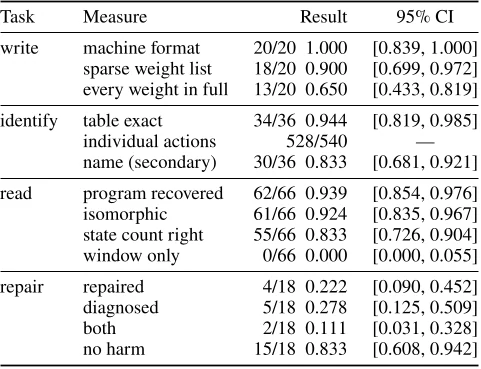 Task Measure Result 95% CI
write machine format 20/20 1.000 [0.839, 1.000]
sparse weight list 18/20 0.900 [0.699, 0.972]
every weight in full 13/20 0.650 [0.433, 0.819]
identify table exact 34/36 0.944 [0.819, 0.985]
individual actions 528/540 —
name (secondary) 30/36 0.833 [0.681, 0.921]
read program recovered 62/66 0.939 [0.854, 0.976]
isomorphic 61/66 0.924 [0.835, 0.967]
state count right 55/66 0.833 [0.726, 0.904]
window only 0/66 0.000 [0.000, 0.055]
repair repaired 4/18 0.222 [0.090, 0.452]
diagnosed 5/18 0.278 [0.125, 0.509]
both 2/18 0.111 [0.031, 0.328]
no harm 15/18 0.833 [0.608, 0.942]